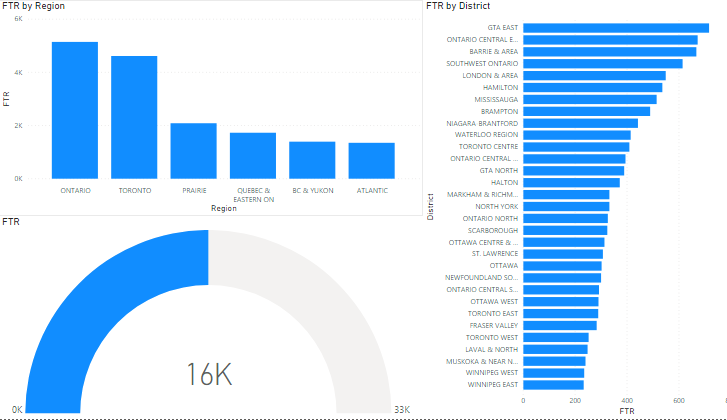 FTR by Region
6K
4K
2K
0K
FTR
ONTARIO
TORONTO
PRAIRIE
QUEBEC &
EASTERN ON
BC & YUKON
ATLANTIC
Region
FTR
16K
0K
33K
FTR by District
District
GTA EAST
ONTARIO CENTRAL E...
BARRIE & AREA
SOUTHWEST ONTARIO
LONDON & AREA
HAMILTON
MISSISSAUGA
BRAMPTON
NIAGARA-BRANTFORD
WATERLOO REGION
TORONTO CENTRE
ONTARIO CENTRAL ...
GTA NORTH
HALTON
MARKHAM & RICHM...
NORTH YORK
ONTARIO NORTH
SCARBOROUGH
OTTAWA CENTRE & ...
ST. LAWRENCE
OTTAWA
NEWFOUNDLAND SO...
ONTARIO CENTRAL S...
OTTAWA WEST
TORONTO EAST
FRASER VALLEY
TORONTO WEST
LAVAL & NORTH
MUSKOKA & NEAR N...
WINNIPEG WEST
WINNIPEG EAST
0
200
400
600
FTR